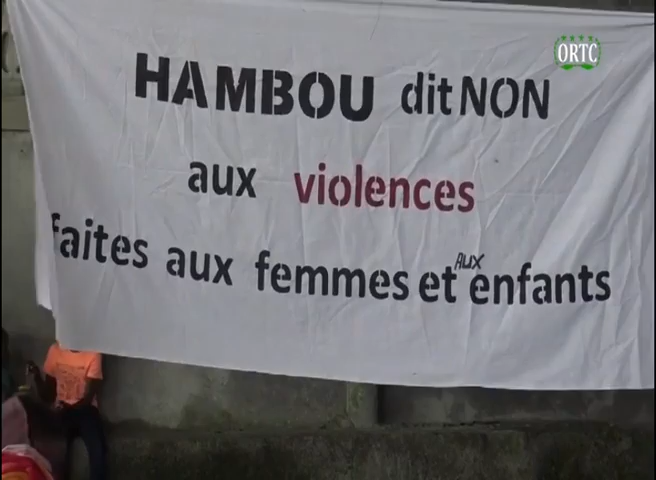 ORTC
HAMBOU dit NON
aux violences
faites aux femmes et AUX enfants